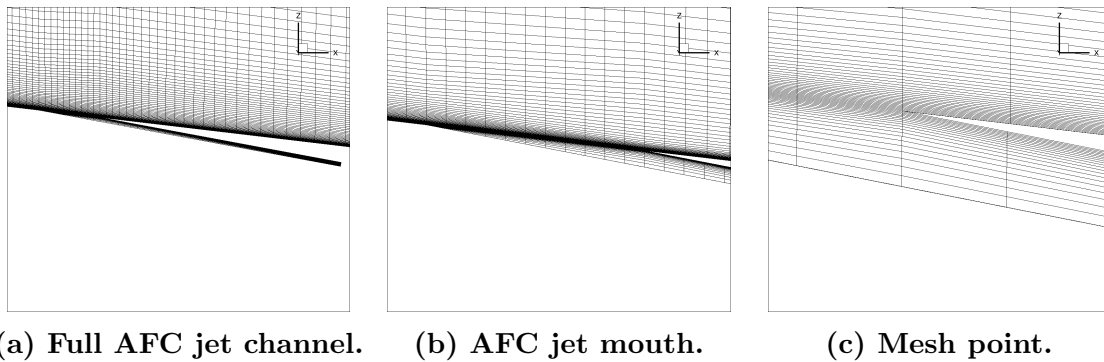 z
x
z
x
z
x
(a) Full AFC jet channel.
(b) AFC jet mouth.
(c) Mesh point.